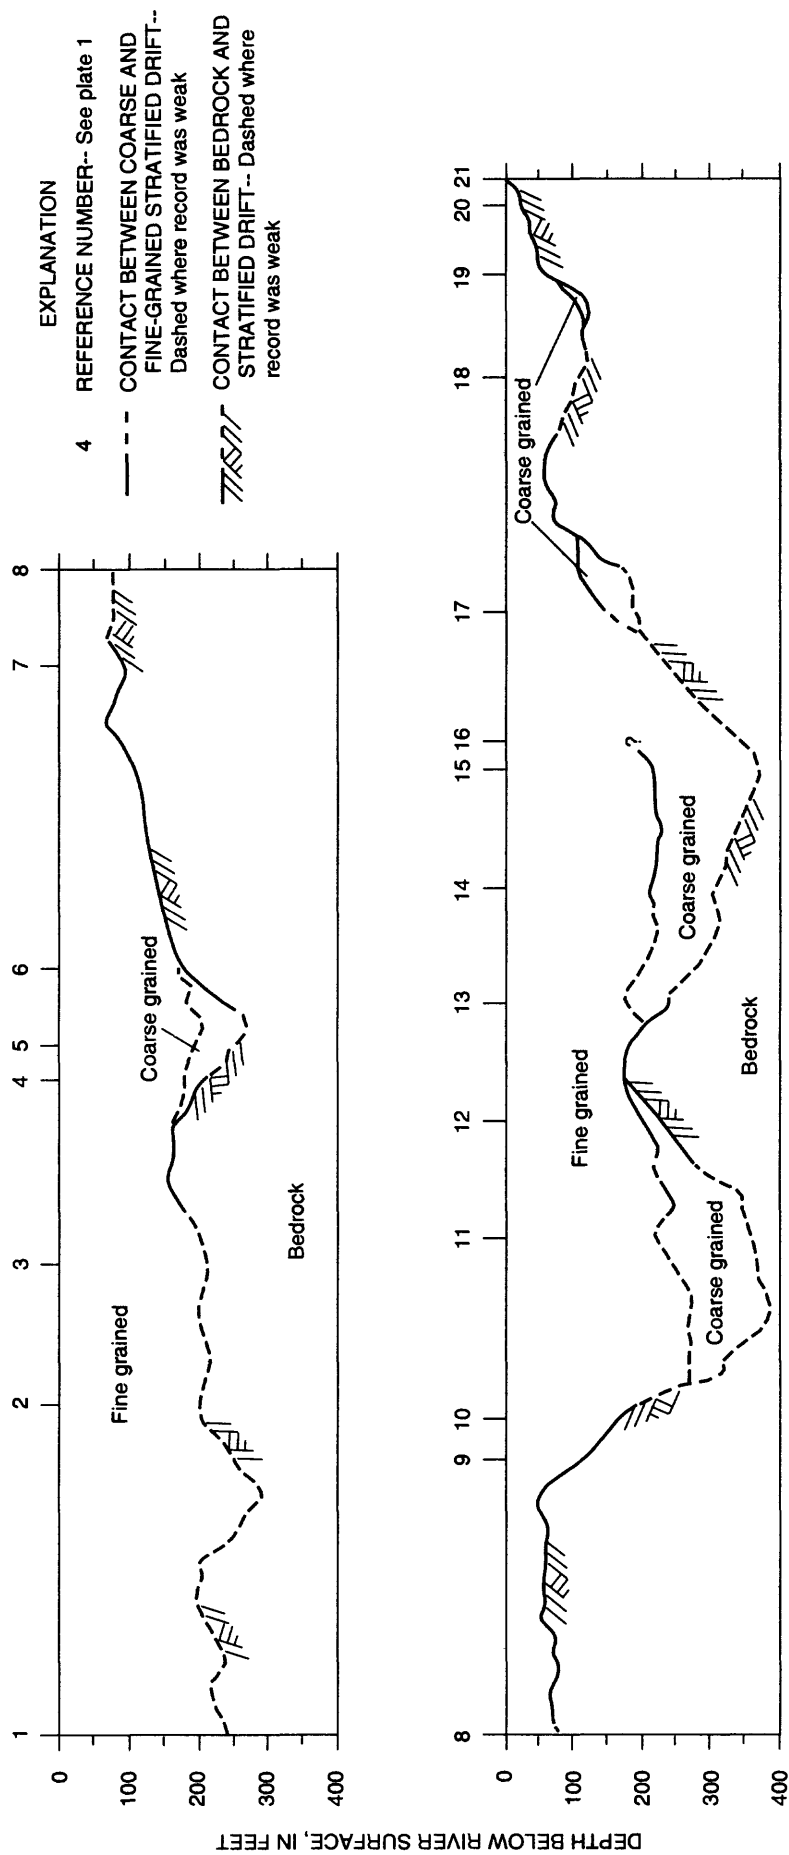 EXPLANATION
4 REFERENCE NUMBER-- See plate 1
CONTACT BETWEEN COARSE AND
FINE-GRAINED STRATIFIED DRIFT--
Dashed where record was weak
CONTACT BETWEEN BEDROCK AND
STRATIFIED DRIFT-- Dashed where
record was weak
DEPTH BELOW RIVER SURFACE, IN FEET
1 2 3 4 5 6 7 8
0
100
200
300
400
Fine grained
Coarse grained
Bedrock
8 9 10 11 12 13 14 15 16 17 18 19 20 21
0
100
200
300
400
Fine grained
Coarse grained
?
Coarse grained
Coarse grained
Bedrock